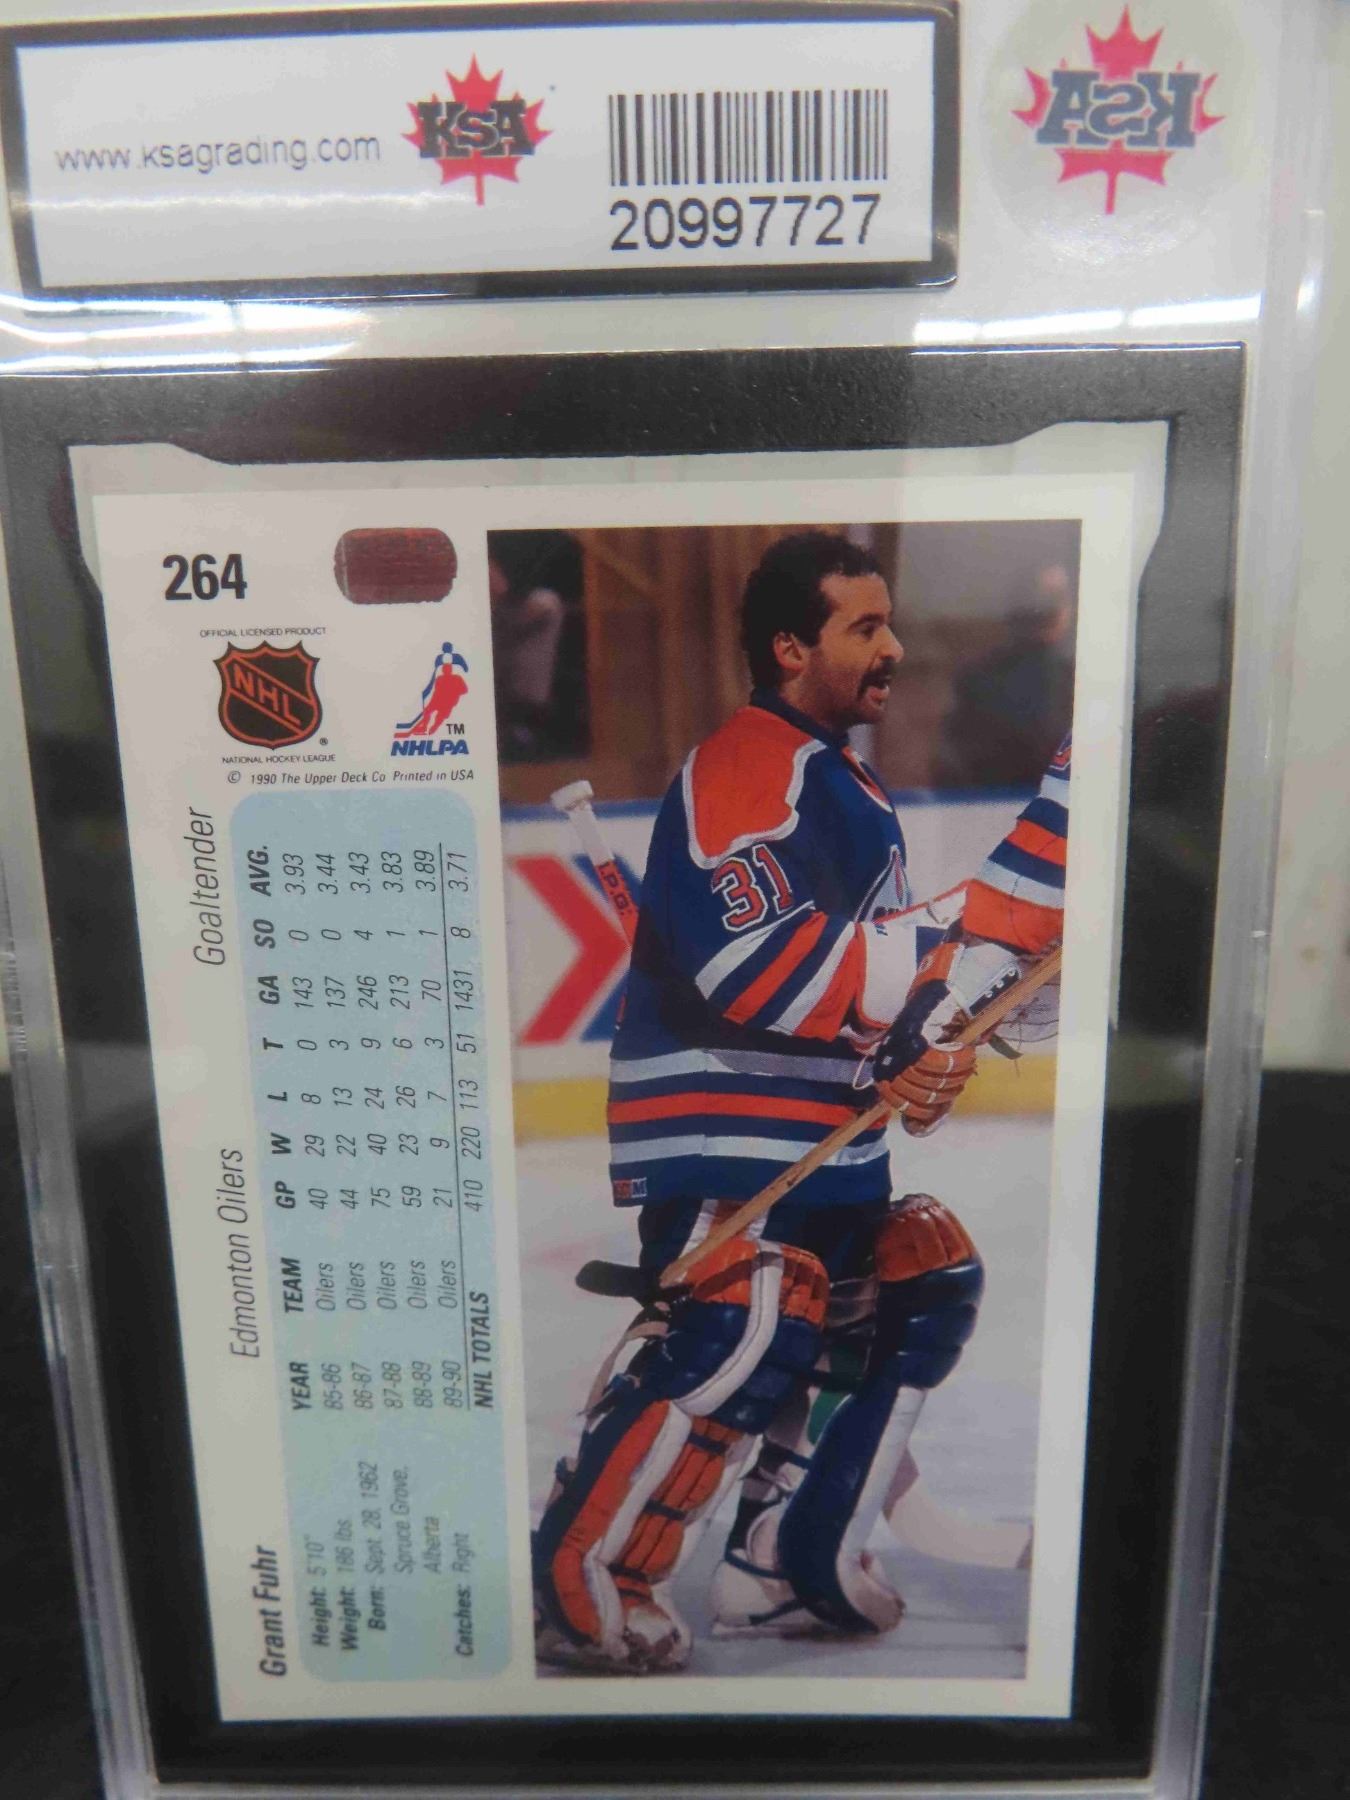 www.ksagrading.com
KSA
20997727
KSA
264
OFFICIAL LICENSED PRODUCT
NHL
®
NATIONAL HOCKEY LEAGUE
TM
NHLPA
© 1990 The Upper Deck Co Printed in USA
Grant Fuhr Edmonton Oilers Goaltender
Height: 5'10"
Weight: 186 lbs.
Born: Sept. 28, 1962
Spruce Grove,
Alberta
Catches: Right
YEAR TEAM GP W L T GA SO AVG.
85-86 Oilers 40 29 8 0 143 0 3.93
86-87 Oilers 44 22 13 3 137 0 3.44
87-88 Oilers 75 40 24 9 246 4 3.43
88-89 Oilers 59 23 26 6 213 1 3.83
89-90 Oilers 21 9 7 3 70 1 3.89
NHL TOTALS 410 220 113 51 1431 8 3.71
31